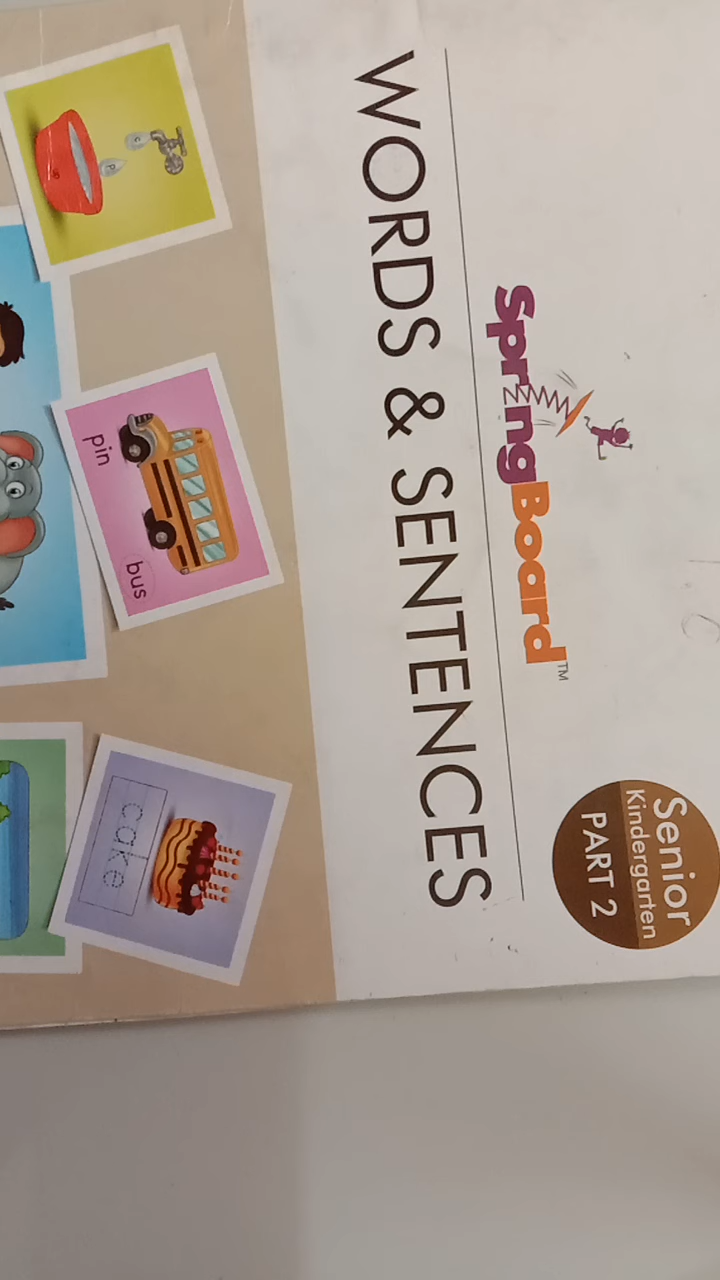 Senior
Kindergarten
PART 2
SpringBoard™
WORDS & SENTENCES
pin
bus
cake